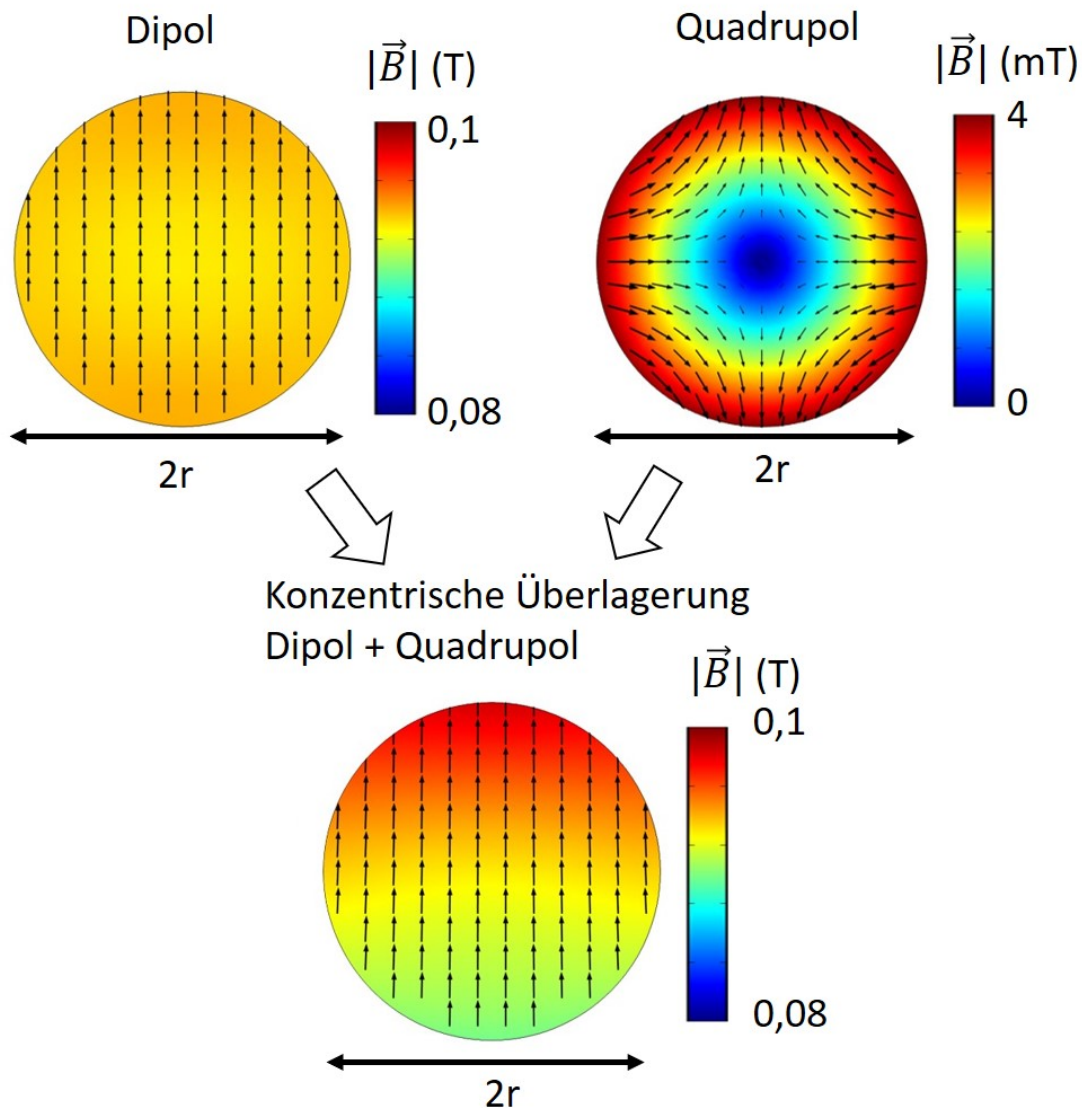 Dipol
|B⃗| (T)
0,1
0,08
2r
Quadrupol
|B⃗| (mT)
4
0
2r
Konzentrische Überlagerung
Dipol + Quadrupol
|B⃗| (T)
0,1
0,08
2r